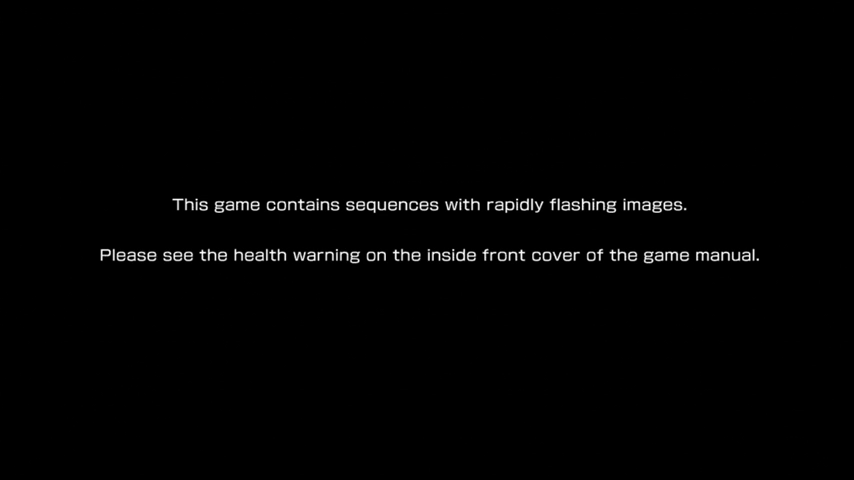 This game contains sequences with rapidly flashing images.
Please see the health warning on the inside front cover of the game manual.